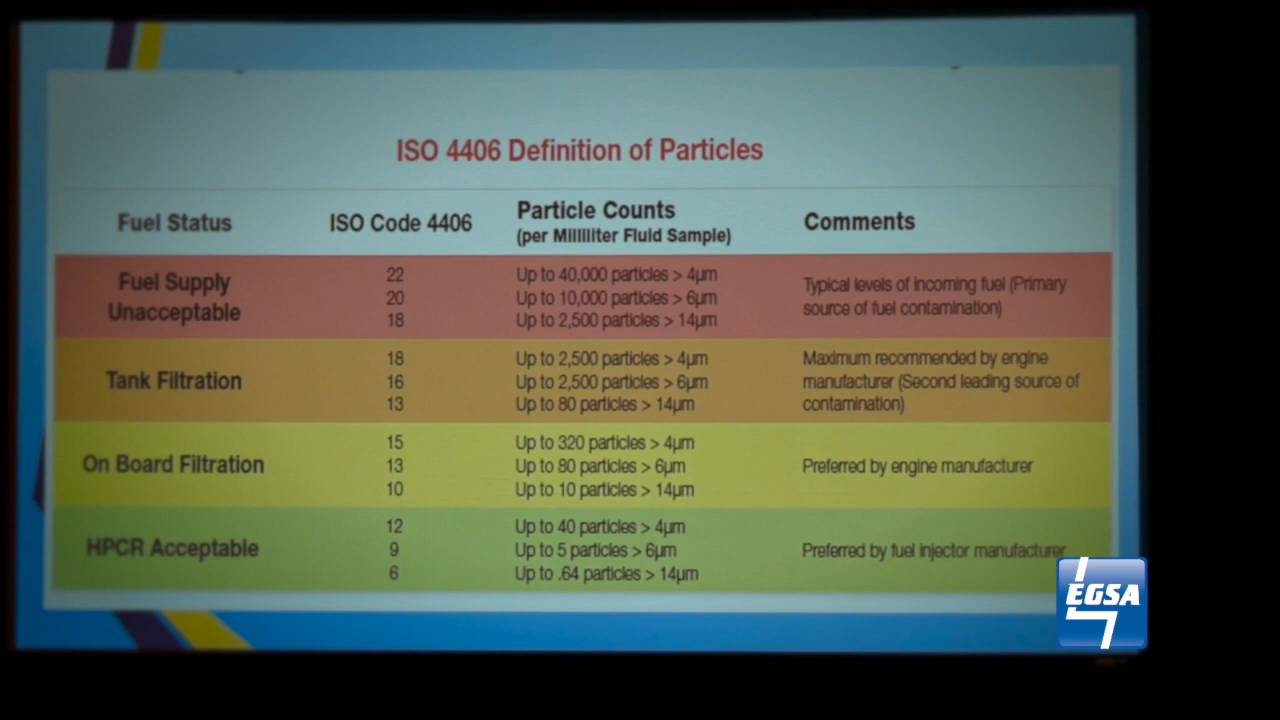 ISO 4406 Definition of Particles
Fuel Status
ISO Code 4406
Particle Counts
(per Milliliter Fluid Sample)
Comments
Fuel Supply
Unacceptable
22
20
18
Up to 40,000 particles > 4µm
Up to 10,000 particles > 6µm
Up to 2,500 particles > 14µm
Typical levels of incoming fuel (Primary
source of fuel contamination)
Tank Filtration
18
16
13
Up to 2,500 particles > 4µm
Up to 2,500 particles > 6µm
Up to 80 particles > 14µm
Maximum recommended by engine
manufacturer (Second leading source of
contamination)
On Board Filtration
15
13
10
Up to 320 particles > 4µm
Up to 80 particles > 6µm
Up to 10 particles > 14µm
Preferred by engine manufacturer
HPCR Acceptable
12
9
6
Up to 40 particles > 4µm
Up to 5 particles > 6µm
Up to .64 particles > 14µm
Preferred by fuel injector manufacturer
EGSA